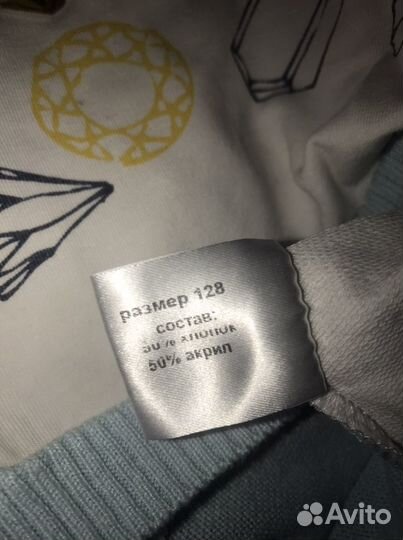 размер 128
состав:
50% хлопок
50% акрил
Avito